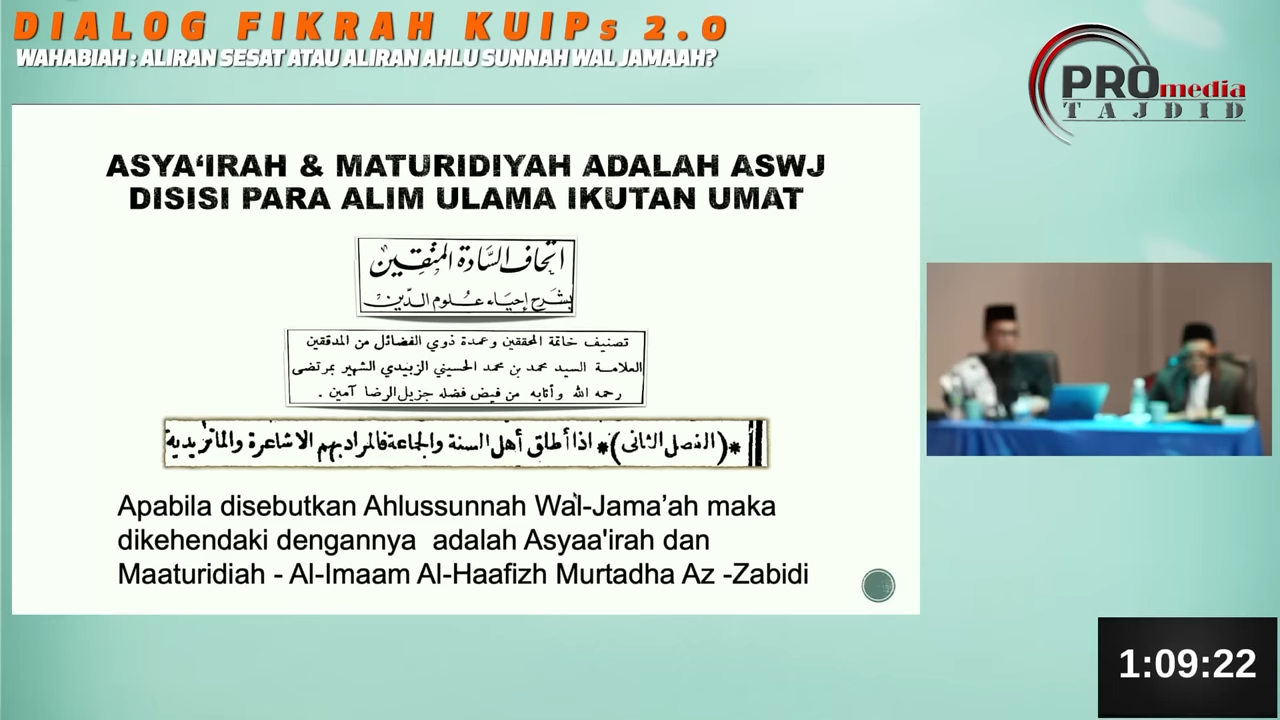 DIALOG FIKRAH KUIPs 2.0
WAHABIAH : ALIRAN SESAT ATAU ALIRAN AHLU SUNNAH WAL JAMAAH?
PROmedia
TAJDID
ASYA‘IRAH & MATURIDIYAH ADALAH ASWJ
DISISI PARA ALIM ULAMA IKUTAN UMAT
اتحاف السادة المتقين
بشرح إحياء علوم الدين
تصنيف خاتمة المحققين وعمدة ذوي الفضائل من المدققين
العلامة السيد محمد بن محمد الحسيني الزبيدي الشهير بمرتضى
رحمه الله وأثابه من فيض فضله جزيل الرضا آمين .
*(الفصل الثانى)* اذا أطلق أهل السنة والجماعة فالمراد بهم الاشاعرة والماتريدية
Apabila disebutkan Ahlussunnah Wal-Jama’ah maka
dikehendaki dengannya adalah Asyaa'irah dan
Maaturidiah - Al-Imaam Al-Haafizh Murtadha Az -Zabidi
1:09:22